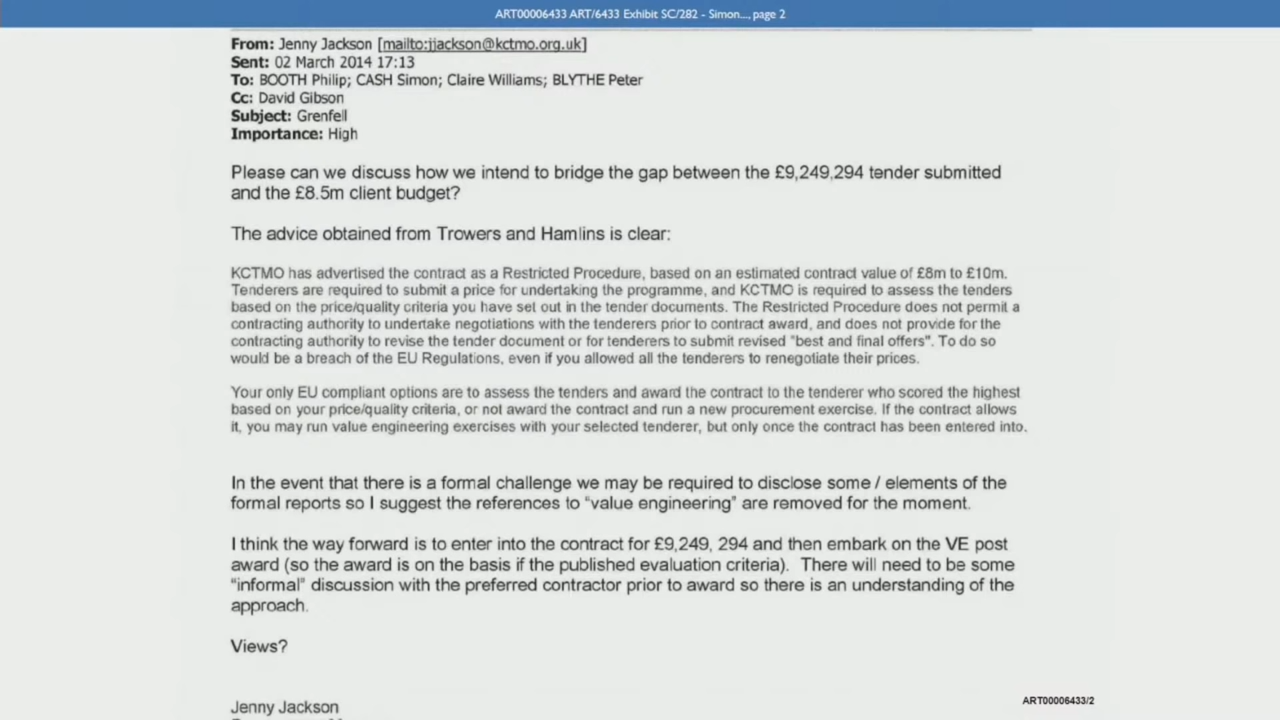 ART00006433 ART/6433 Exhibit SC/282 - Simon..., page 2
From: Jenny Jackson [mailto:jjackson@kctmo.org.uk]
Sent: 02 March 2014 17:13
To: BOOTH Philip; CASH Simon; Claire Williams; BLYTHE Peter
Cc: David Gibson
Subject: Grenfell
Importance: High
Please can we discuss how we intend to bridge the gap between the £9,249,294 tender submitted
and the £8.5m client budget?
The advice obtained from Trowers and Hamlins is clear:
KCTMO has advertised the contract as a Restricted Procedure, based on an estimated contract value of £8m to £10m.
Tenderers are required to submit a price for undertaking the programme, and KCTMO is required to assess the tenders
based on the price/quality criteria you have set out in the tender documents. The Restricted Procedure does not permit a
contracting authority to undertake negotiations with the tenderers prior to contract award, and does not provide for the
contracting authority to revise the tender document or for tenderers to submit revised "best and final offers". To do so
would be a breach of the EU Regulations, even if you allowed all the tenderers to renegotiate their prices.
Your only EU compliant options are to assess the tenders and award the contract to the tenderer who scored the highest
based on your price/quality criteria, or not award the contract and run a new procurement exercise. If the contract allows
it, you may run value engineering exercises with your selected tenderer, but only once the contract has been entered into.
In the event that there is a formal challenge we may be required to disclose some / elements of the
formal reports so I suggest the references to "value engineering" are removed for the moment.
I think the way forward is to enter into the contract for £9,249, 294 and then embark on the VE post
award (so the award is on the basis if the published evaluation criteria).  There will need to be some
"informal" discussion with the preferred contractor prior to award so there is an understanding of the
approach.
Views?
Jenny Jackson
ART00006433/2